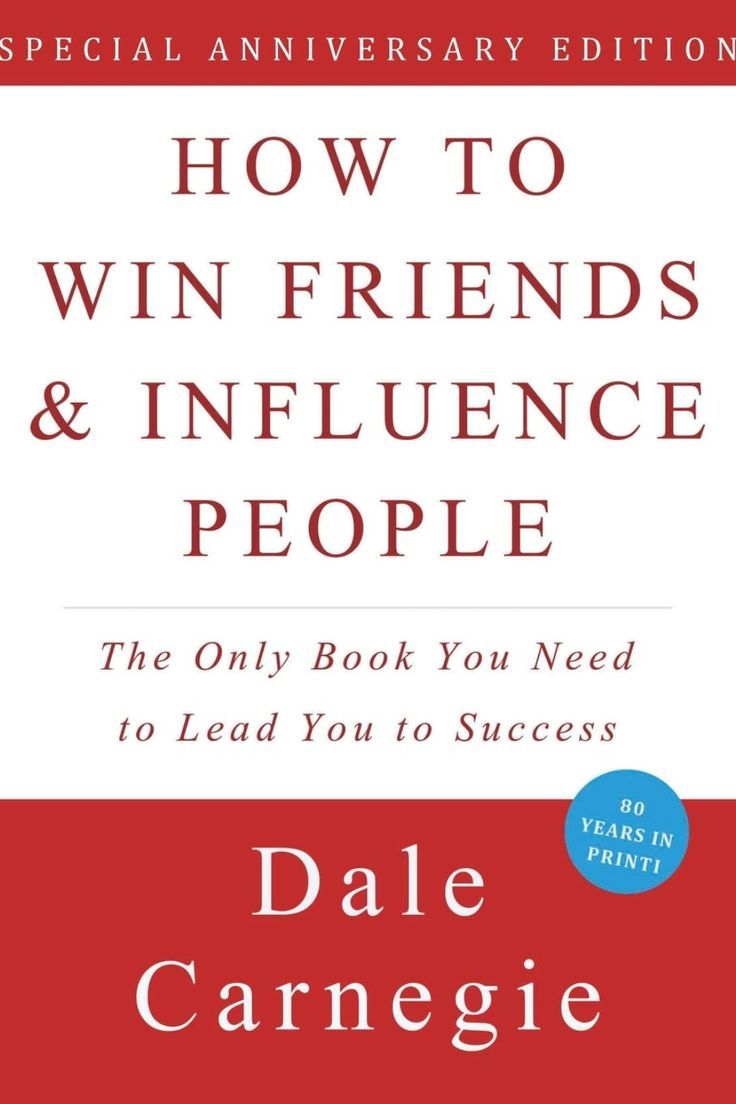 SPECIAL ANNIVERSARY EDITION
HOW TO
WIN FRIENDS
& INFLUENCE
PEOPLE
The Only Book You Need
to Lead You to Success
80
YEARS IN
PRINT!
Dale
Carnegie